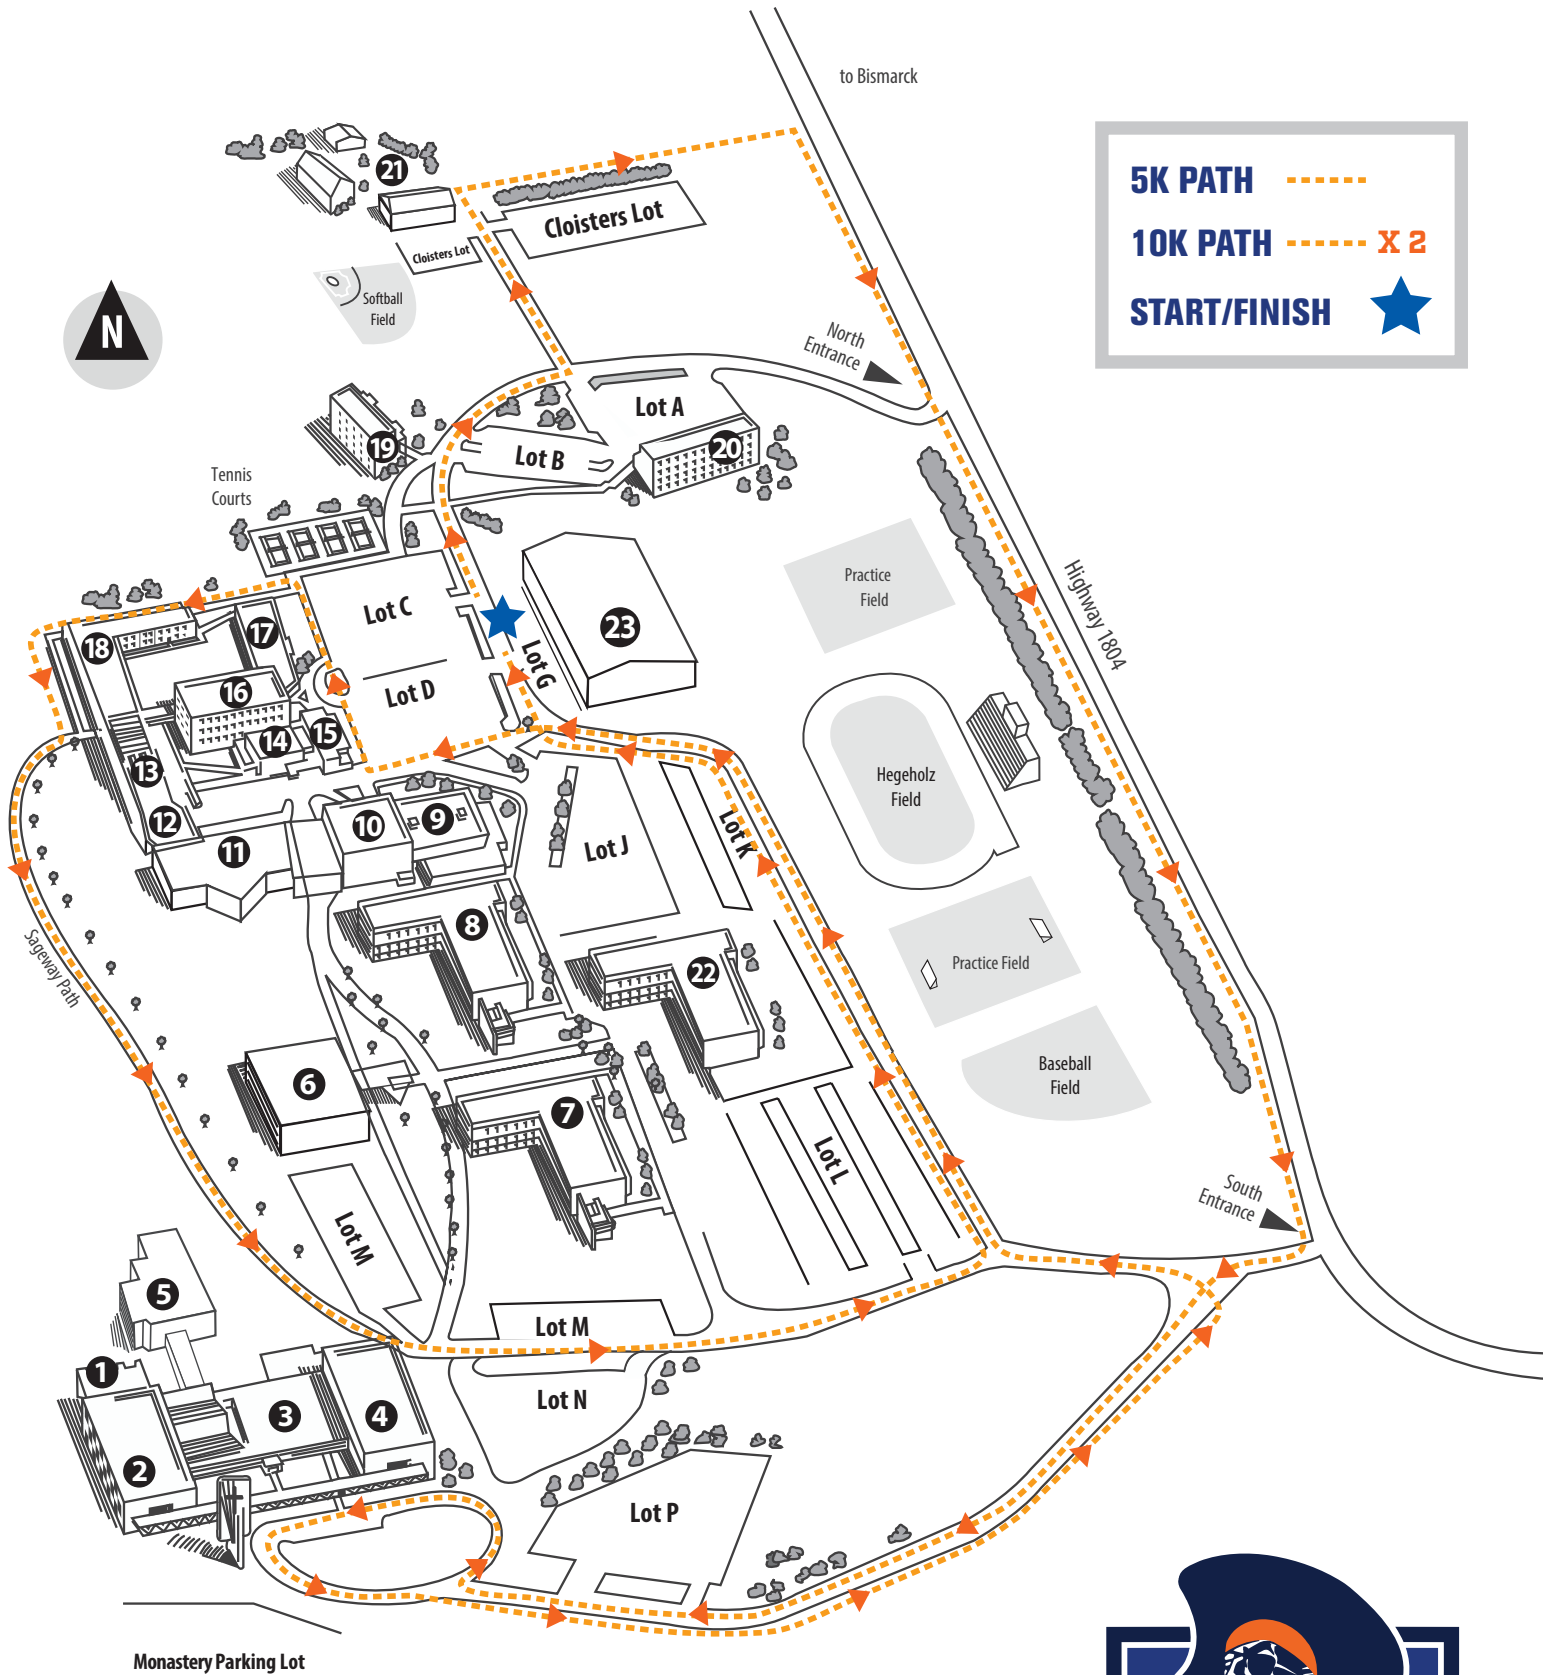 to Bismarck
5K PATH
10K PATH X 2
START/FINISH
21
Cloisters Lot
Cloisters Lot
Softball
Field
N
North
Entrance
Lot A
19
20
Lot B
Tennis
Courts
Highway 1804
Practice
Field
Lot C
23
17
18
Lot G
16
Lot D
15
14
13
Hegeholz
Field
12
10
9
11
Lot K
Lot J
8
22
Practice Field
Sageway Path
6
Baseball
Field
7
Lot L
South
Entrance
Lot M
5
Lot M
1
Lot N
3
4
2
Lot P
Monastery Parking Lot